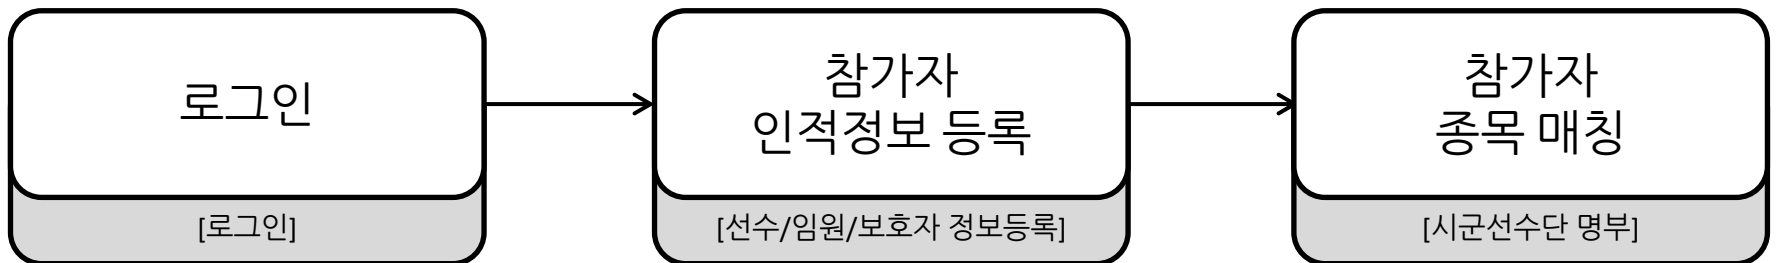 로그인
[로그인]
참가자
인적정보 등록
[선수/임원/보호자 정보등록]
참가자
종목 매칭
[시군선수단 명부]